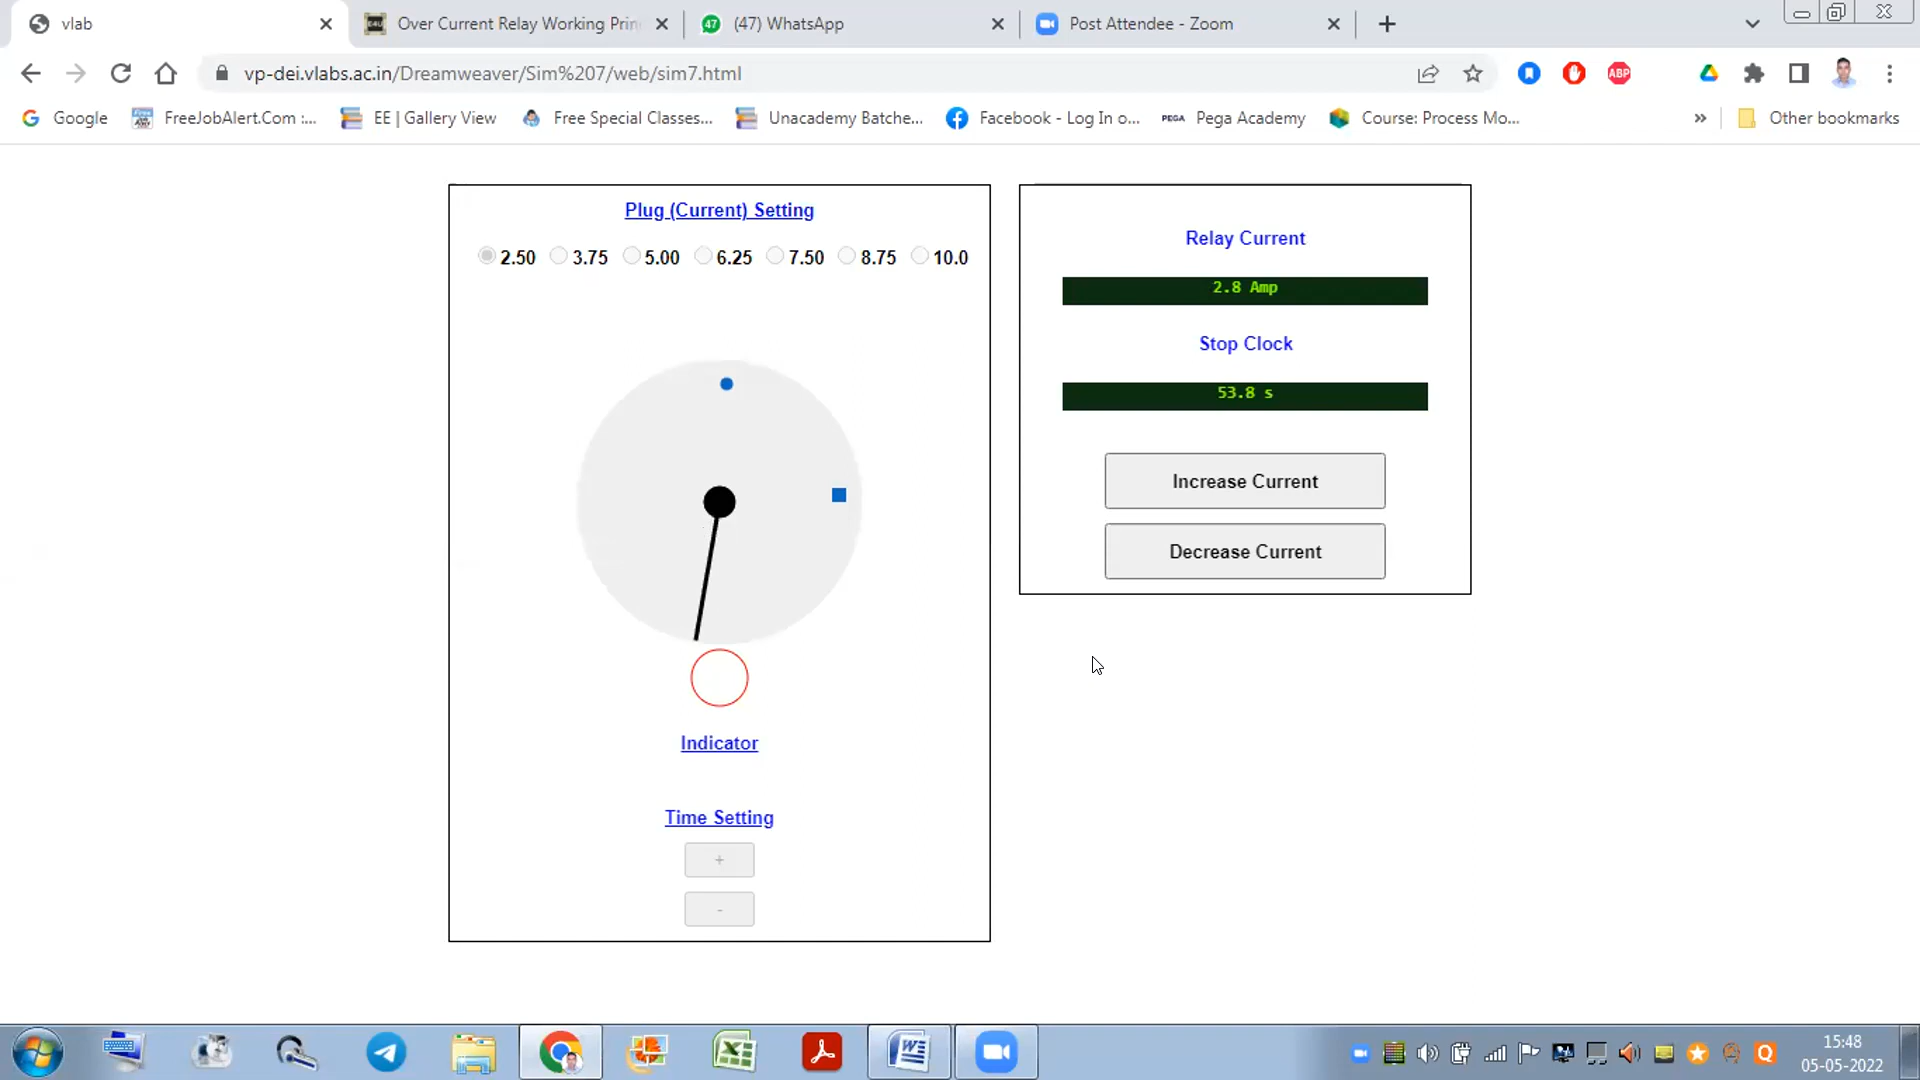 vlab
Over Current Relay Working Prin
(47) WhatsApp
Post Attendee - Zoom
vp-dei.vlabs.ac.in/Dreamweaver/Sim%207/web/sim7.html
ABP
Google
FreeJobAlert.Com :...
EE | Gallery View
Free Special Classes...
Unacademy Batche...
Facebook - Log In o...
PEGA
Pega Academy
Course: Process Mo...
Other bookmarks
Plug (Current) Setting
2.50 3.75 5.00 6.25 7.50 8.75 10.0
Indicator
Time Setting
+
-
Relay Current
2.8 Amp
Stop Clock
53.8 s
Increase Current
Decrease Current
15:48
05-05-2022